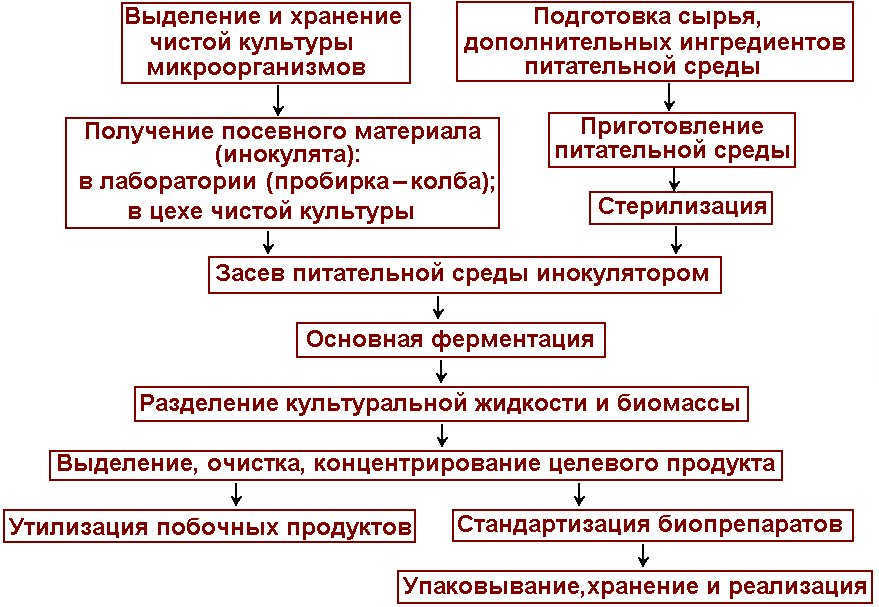 Выделение и хранение
чистой культуры
микроорганизмов
Подготовка сырья,
дополнительных ингредиентов
питательной среды
Получение посевного материала
(инокулята):
в лаборатории (пробирка–колба);
в цехе чистой культуры
Приготовление
питательной среды
Стерилизация
Засев питательной среды инокулятором
Основная ферментация
Разделение культуральной жидкости и биомассы
Выделение, очистка, концентрирование целевого продукта
Утилизация побочных продуктов
Стандартизация биопрепаратов
Упаковывание,хранение и реализация